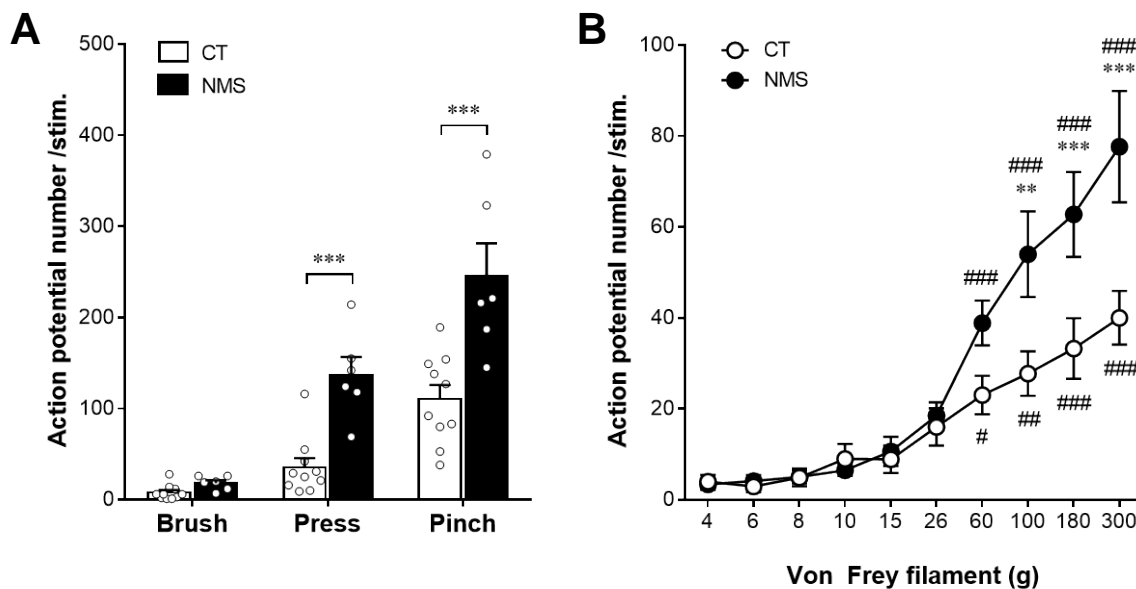 A
Action potential number /stim.
500
400
300
200
100
0
CT
NMS
***
***
Brush
Press
Pinch
B
Action potential number /stim.
100
80
60
40
20
0
CT
NMS
###
***
###
***
###
**
###
#
##
###
###
4
6
8
10
15
26
60
100
180
300
Von Frey filament (g)